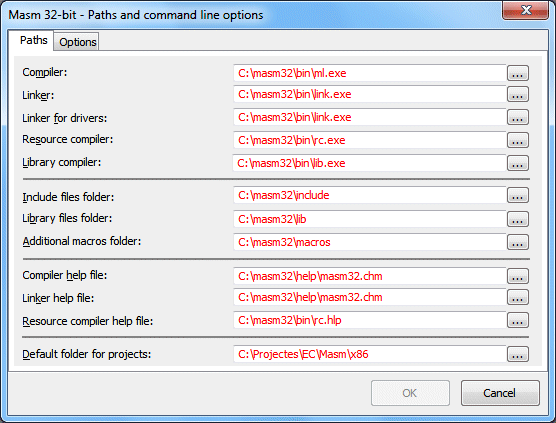 Masm 32-bit - Paths and command line options
Paths Options
Compiler: C:\masm32\bin\ml.exe ...
Linker: C:\masm32\bin\link.exe ...
Linker for drivers: C:\masm32\bin\link.exe ...
Resource compiler: C:\masm32\bin\rc.exe ...
Library compiler: C:\masm32\bin\lib.exe ...
Include files folder: C:\masm32\include ...
Library files folder: C:\masm32\lib ...
Additional macros folder: C:\masm32\macros ...
Compiler help file: C:\masm32\help\masm32.chm ...
Linker help file: C:\masm32\help\masm32.chm ...
Resource compiler help file: C:\masm32\bin\rc.hlp ...
Default folder for projects: C:\Projectes\EC\Masm\x86 ...
OK Cancel